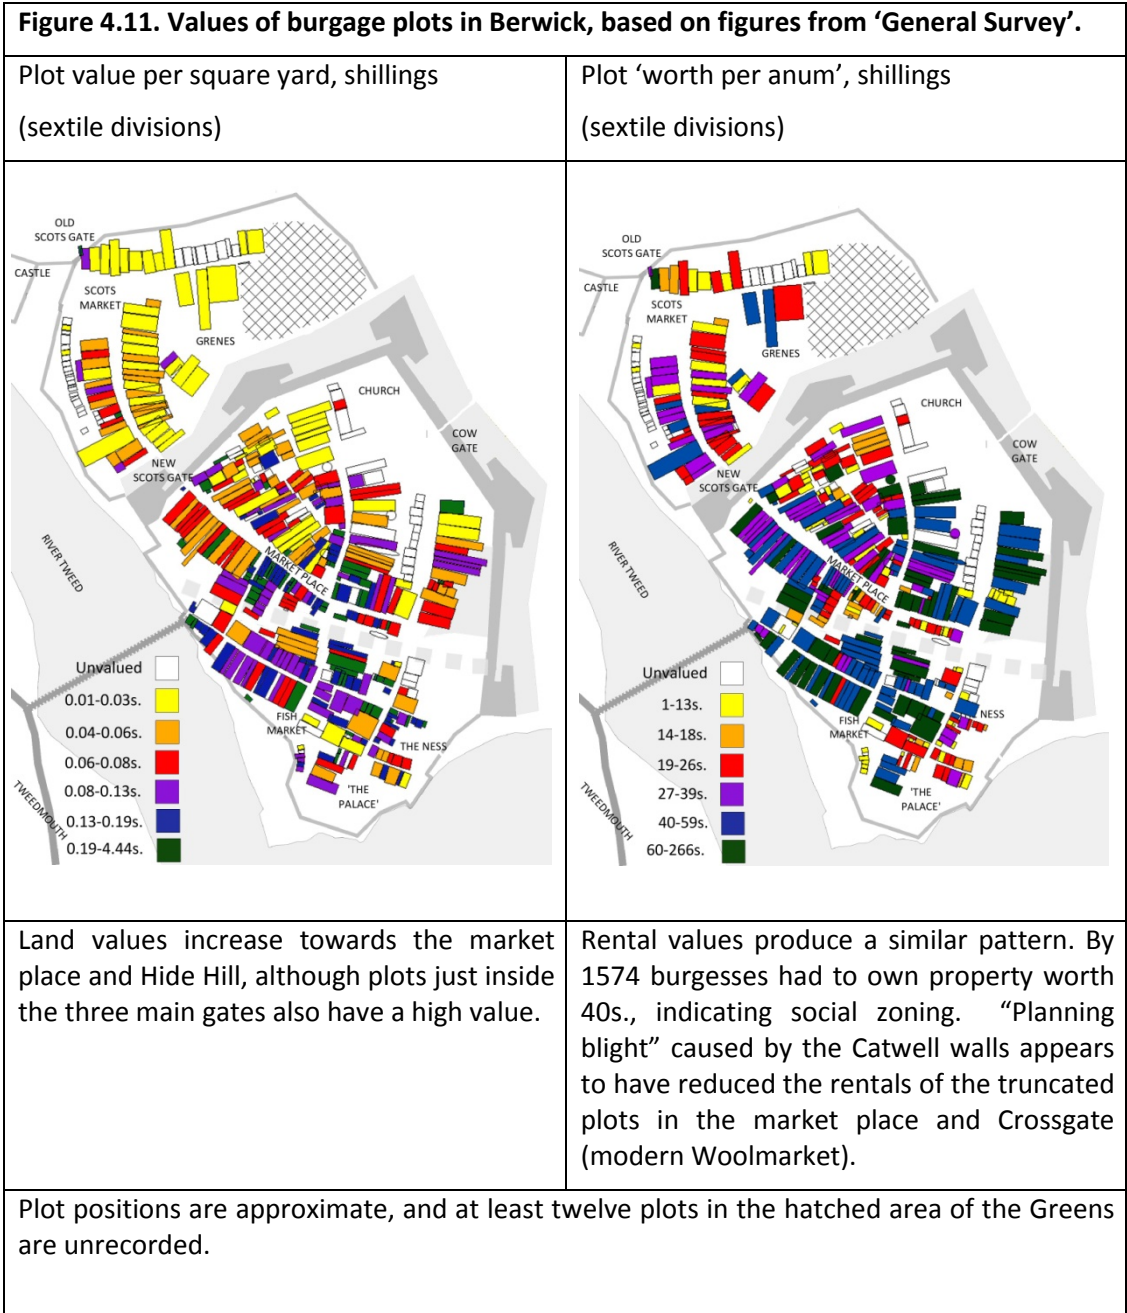 Figure 4.11. Values of burgage plots in Berwick, based on figures from ‘General Survey’.
Plot value per square yard, shillings
(sextile divisions)
Plot ‘worth per anum’, shillings
(sextile divisions)
OLD
SCOTS GATE
CASTLE
SCOTS
MARKET
GRENES
CHURCH
COW
GATE
NEW
SCOTS GATE
RIVER TWEED
MARKET PLACE
Unvalued
0.01-0.03s.
0.04-0.06s.
0.06-0.08s.
0.08-0.13s.
0.13-0.19s.
0.19-4.44s.
FISH
MARKET
THE NESS
'THE
PALACE'
TWEEDMOUTH
OLD
SCOTS GATE
CASTLE
SCOTS
MARKET
GRENES
CHURCH
COW
GATE
NEW
SCOTS GATE
RIVER TWEED
MARKET PLACE
Unvalued
1-13s.
14-18s.
19-26s.
27-39s.
40-59s.
60-266s.
FISH
MARKET
NESS
'THE
PALACE'
TWEEDMOUTH
Land values increase towards the market
place and Hide Hill, although plots just inside
the three main gates also have a high value.
Rental values produce a similar pattern. By
1574 burgesses had to own property worth
40s., indicating social zoning. “Planning
blight” caused by the Catwell walls appears
to have reduced the rentals of the truncated
plots in the market place and Crossgate
(modern Woolmarket).
Plot positions are approximate, and at least twelve plots in the hatched area of the Greens
are unrecorded.